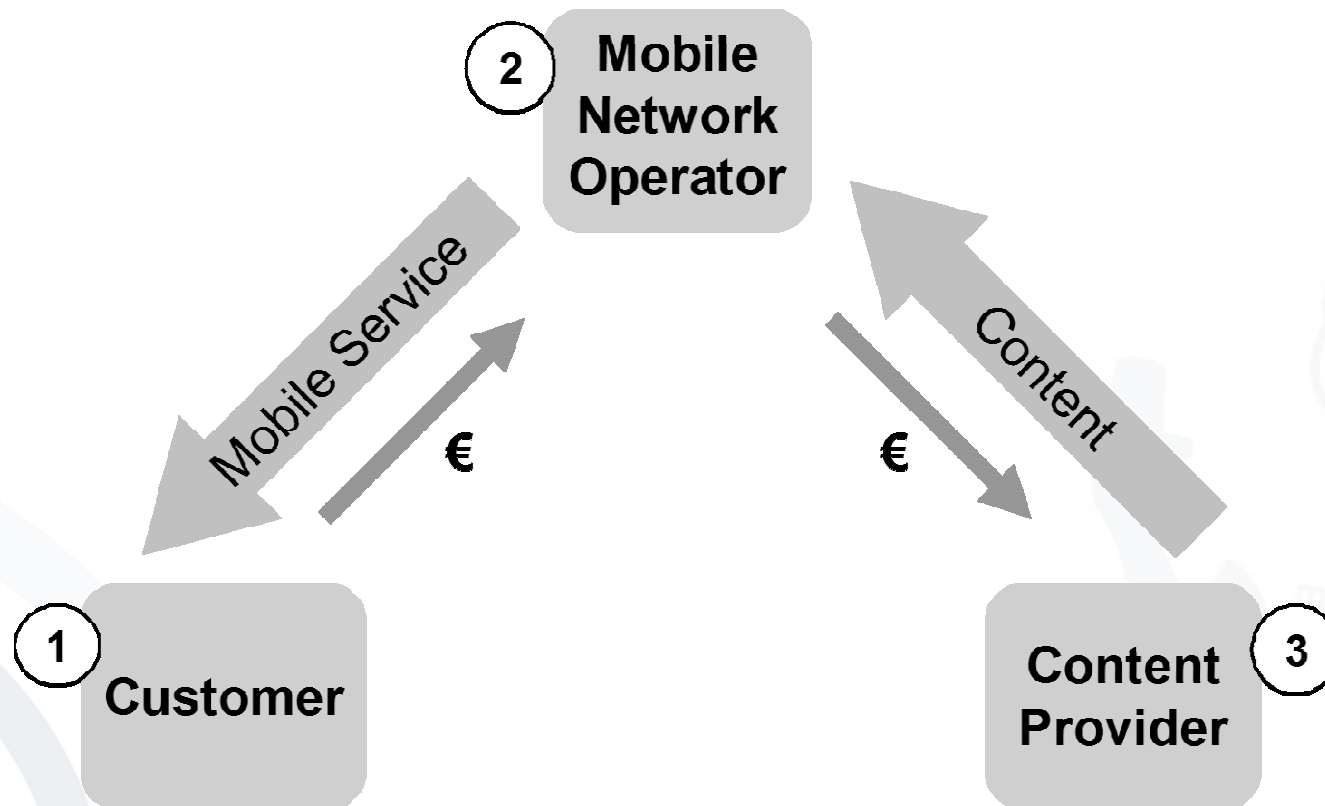 2
Mobile
Network
Operator
Mobile Service
€
€
Content
1
Customer
Content
Provider
3